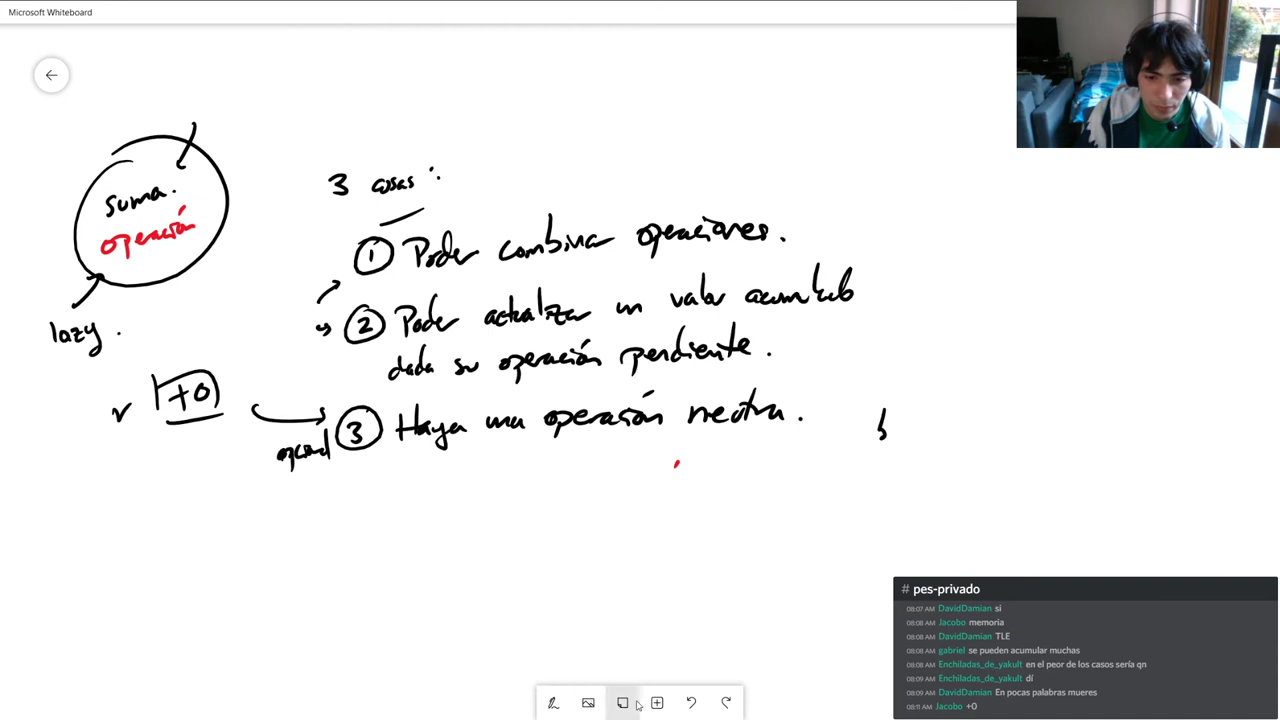 Microsoft Whiteboard
suma.
operación
lazy.
+0
3 cosas:
① Poder combinar operaciones.
② Poder actualizar un valor acumulado
dada su operación pendiente.
③ Haya una operación neutra.
# pes-privado
08:07 AM DavidDamian si
08:08 AM Jacobo memoria
08:08 AM DavidDamian TLE
08:08 AM gabriel se pueden acumular muchas
08:08 AM Enchiladas_de_yakult en el peor de los casos sería qn
08:09 AM Enchiladas_de_yakult dí
08:09 AM DavidDamian En pocas palabras mueres
08:11 AM Jacobo +0